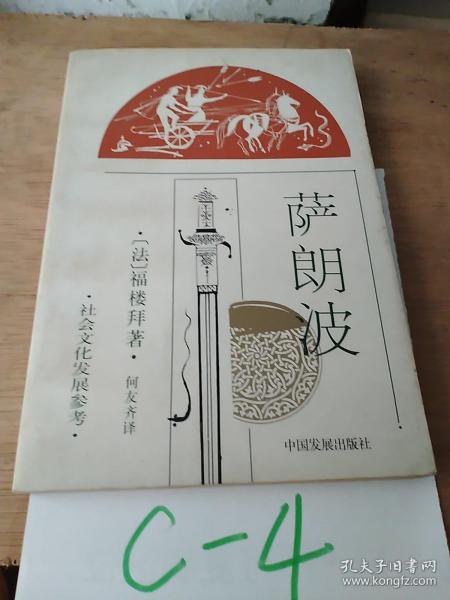 萨朗波
·〔法〕福楼拜著·
何友齐译
·社会文化发展参考·
中国发展出版社
C-4
孔夫子旧书网
www.kongfz.com